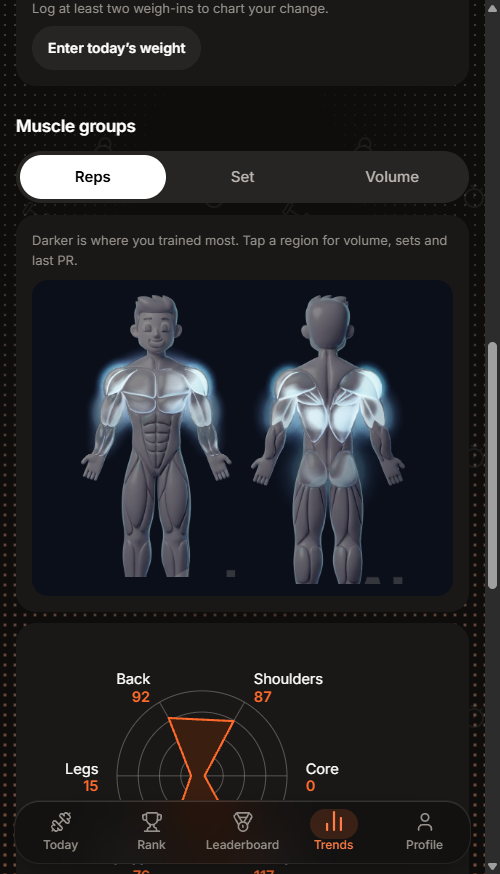 Log at least two weigh-ins to chart your change.
Enter today's weight
Muscle groups
Reps
Set
Volume
Darker is where you trained most. Tap a region for volume, sets and
last PR.
Back
92
Shoulders
87
Legs
15
Core
0
Today
Rank
Leaderboard
Trends
Profile